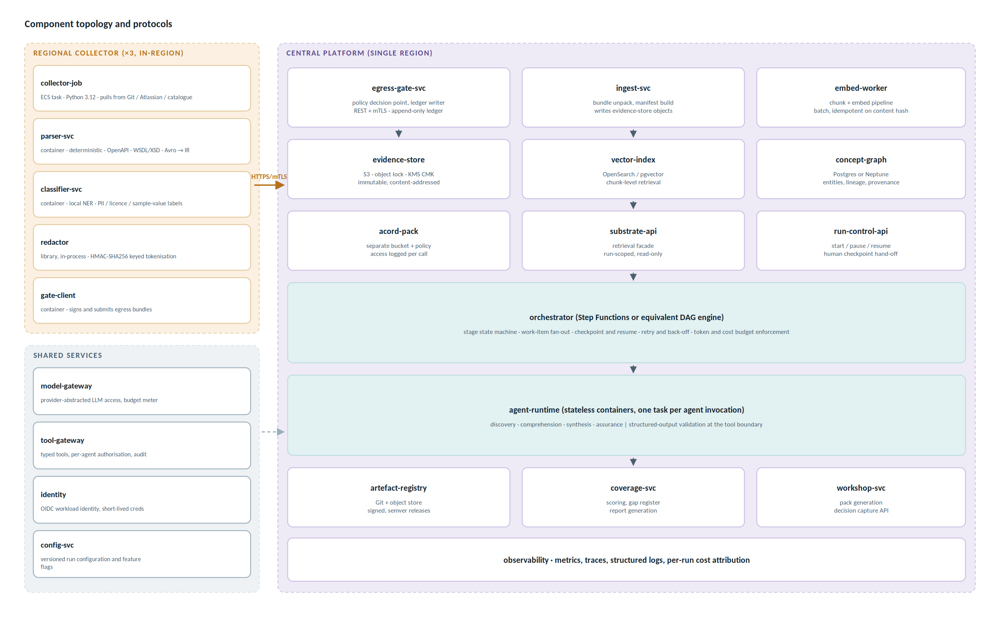 Component topology and protocols
REGIONAL COLLECTOR (×3, IN-REGION)
collector-job
ECS task · Python 3.12 · pulls from Git / Atlassian / catalogue
parser-svc
container · deterministic · OpenAPI · WSDL/XSD · Avro → IR
classifier-svc
container · local NER · PII / licence / sample-value labels
redactor
library, in-process · HMAC-SHA256 keyed tokenisation
gate-client
container · signs and submits egress bundles
HTTPS/mTLS
SHARED SERVICES
model-gateway
provider-abstracted LLM access, budget meter
tool-gateway
typed tools, per-agent authorisation, audit
identity
OIDC workload identity, short-lived creds
config-svc
versioned run configuration and feature
flags
CENTRAL PLATFORM (SINGLE REGION)
egress-gate-svc
policy decision point, ledger writer
REST + mTLS · append-only ledger
ingest-svc
bundle unpack, manifest build
writes evidence-store objects
embed-worker
chunk + embed pipeline
batch, idempotent on content hash
evidence-store
S3 · object lock · KMS CMK
immutable, content-addressed
vector-index
OpenSearch / pgvector
chunk-level retrieval
concept-graph
Postgres or Neptune
entities, lineage, provenance
acord-pack
separate bucket + policy
access logged per call
substrate-api
retrieval facade
run-scoped, read-only
run-control-api
start / pause / resume
human checkpoint hand-off
orchestrator (Step Functions or equivalent DAG engine)
stage state machine · work-item fan-out · checkpoint and resume · retry and back-off · token and cost budget enforcement
agent-runtime (stateless containers, one task per agent invocation)
discovery · comprehension · synthesis · assurance | structured-output validation at the tool boundary
artefact-registry
Git + object store
signed, semver releases
coverage-svc
scoring, gap register
report generation
workshop-svc
pack generation
decision capture API
observability · metrics, traces, structured logs, per-run cost attribution